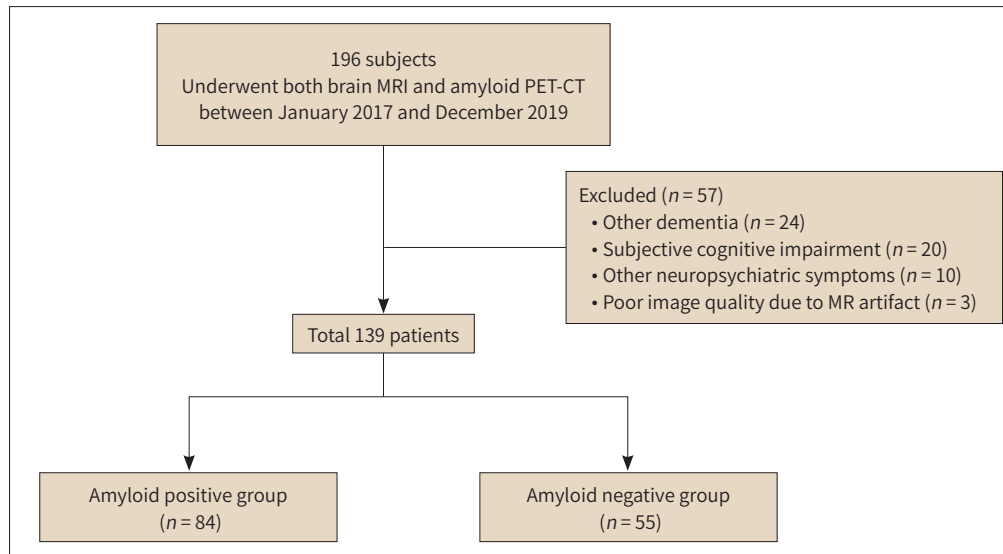 196 subjects
Underwent both brain MRI and amyloid PET-CT
between January 2017 and December 2019
Excluded (n = 57)
• Other dementia (n = 24)
• Subjective cognitive impairment (n = 20)
• Other neuropsychiatric symptoms (n = 10)
• Poor image quality due to MR artifact (n = 3)
Total 139 patients
Amyloid positive group
(n = 84)
Amyloid negative group
(n = 55)